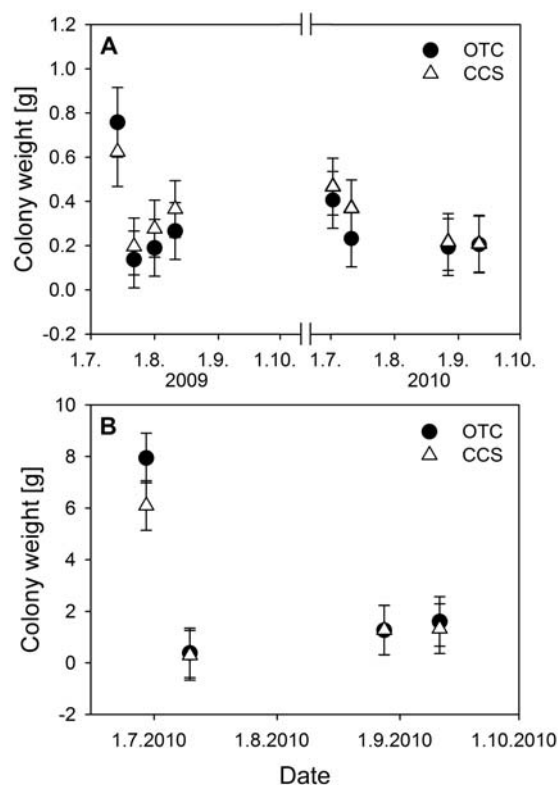 A
OTC
CCS
Colony weight [g]
1.2
1.0
0.8
0.6
0.4
0.2
0.0
-0.2
1.7. 1.8. 1.9. 1.10. 1.7. 1.8. 1.9. 1.10.
2009 2010
B
OTC
CCS
Colony weight [g]
10
8
6
4
2
0
-2
1.7.2010 1.8.2010 1.9.2010 1.10.2010
Date